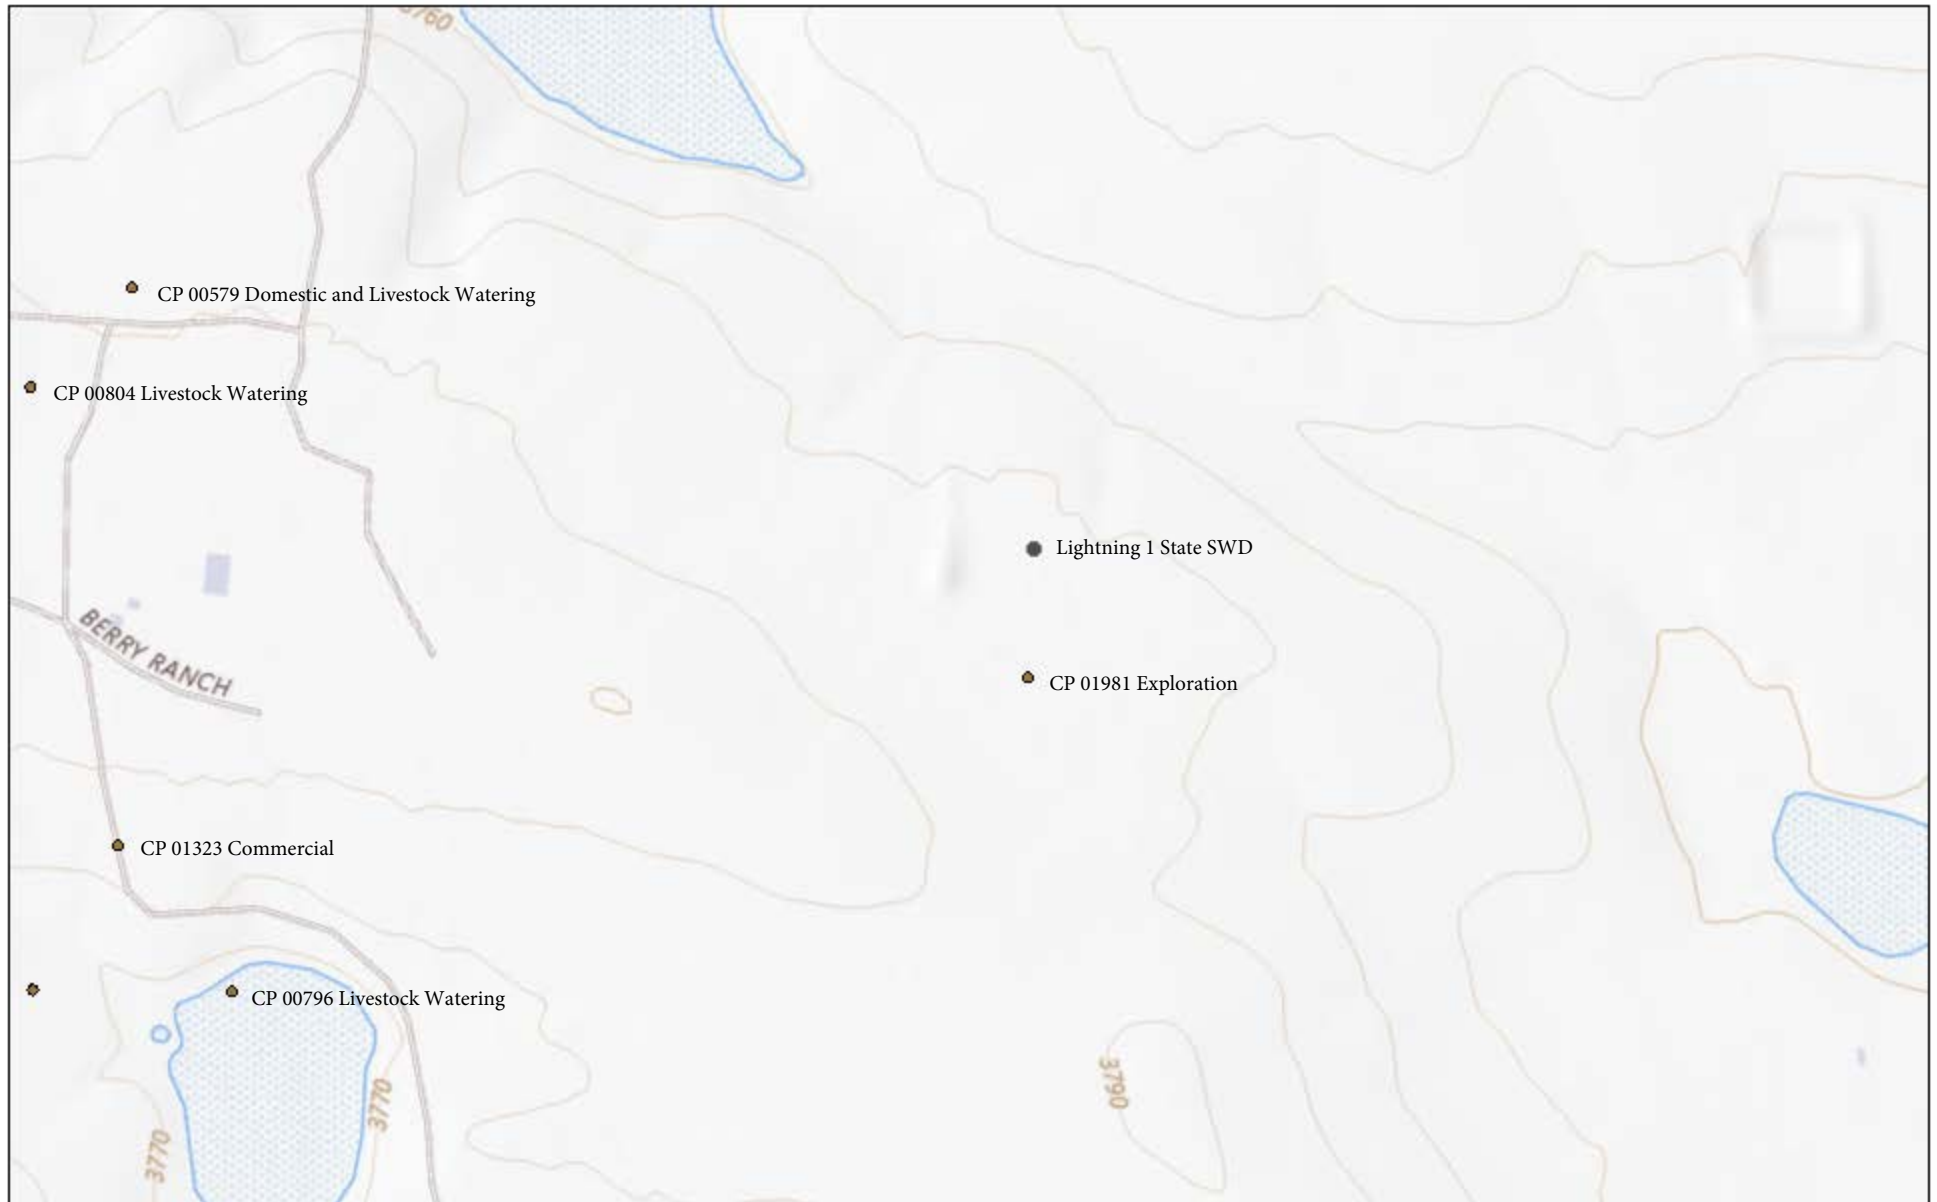 3760
CP 00579 Domestic and Livestock Watering
CP 00804 Livestock Watering
Lightning 1 State SWD
BERRY RANCH
CP 01981 Exploration
CP 01323 Commercial
CP 00796 Livestock Watering
3790
3770
3770